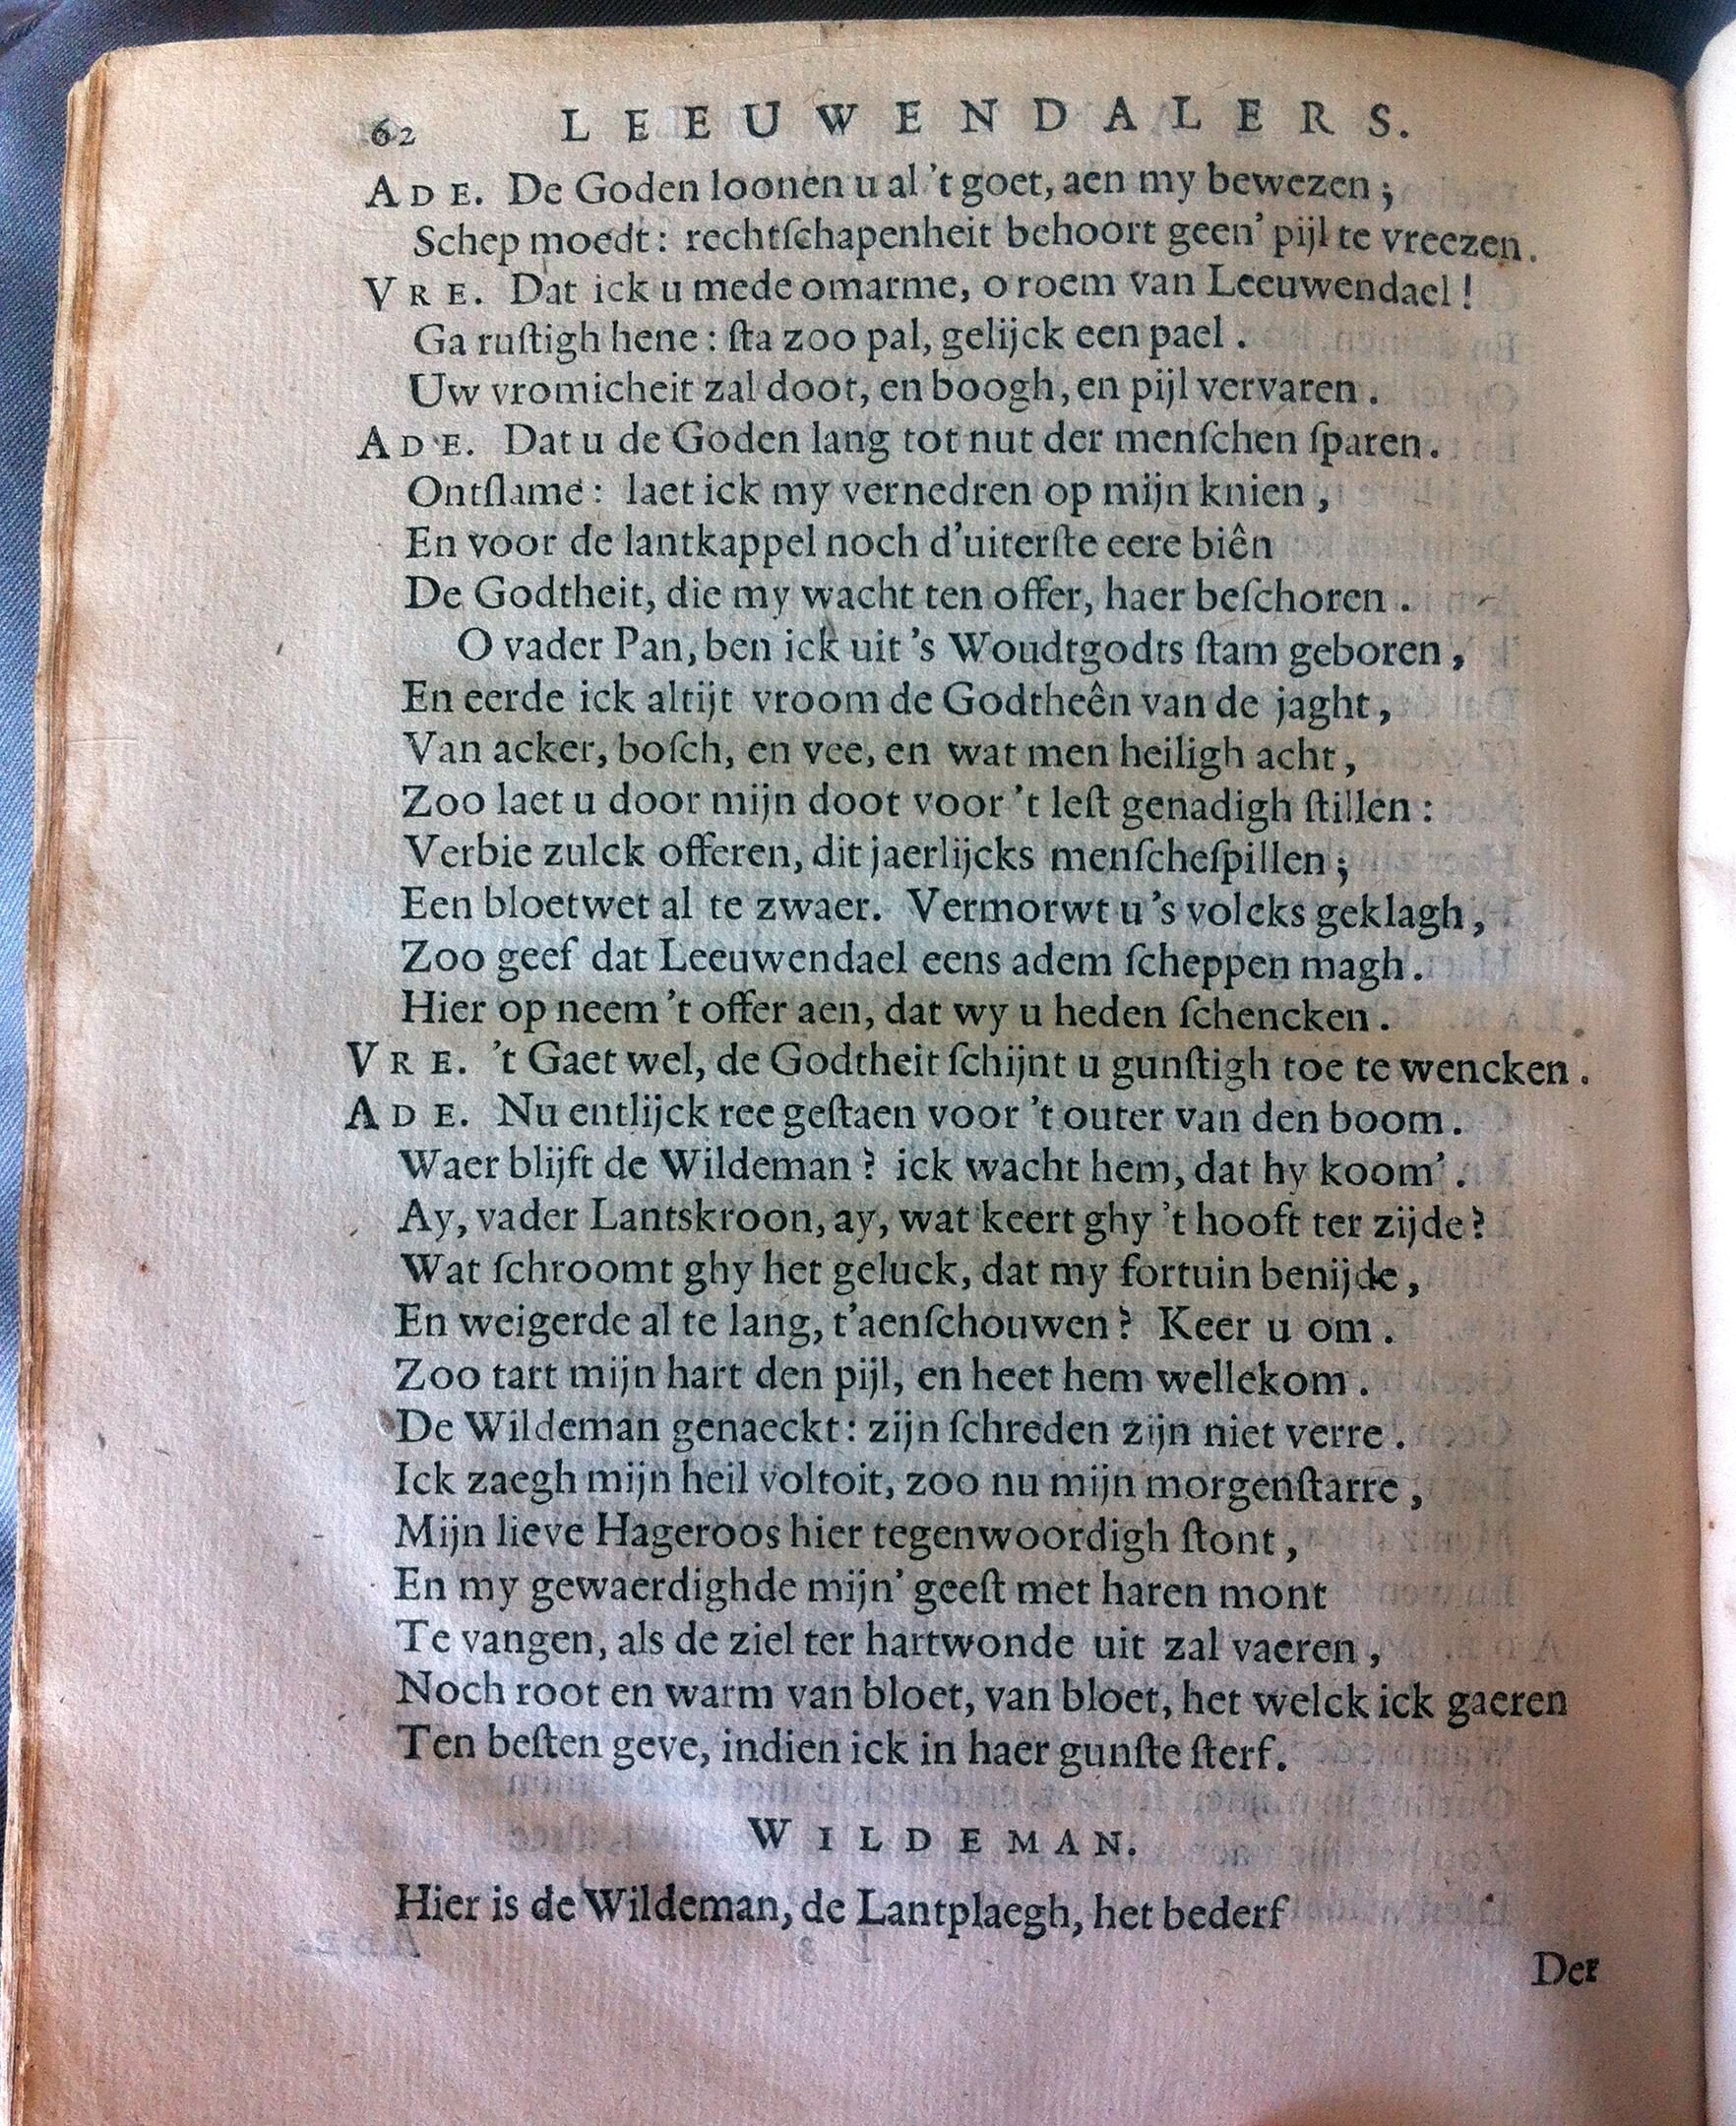 62 LEEUWENDALERS.
ADE. De Goden loonen u al 't goet, aen my bewezen;
Schep moedt: rechtſchapenheit behoort geen' pijl te vreezen.
VRE. Dat ick u mede omarme, o roem van Leeuwendael!
Ga ruſtigh hene: ſta zoo pal, gelijck een pael.
Uw vromicheit zal doot, en boogh, en pijl vervaren.
ADE. Dat u de Goden lang tot nut der menſchen ſparen.
Ontſlame: laet ick my vernedren op mijn knien,
En voor de lantkappel noch d'uiterſte eere biên
De Godtheit, die my wacht ten offer, haer beſchoren.
O vader Pan, ben ick uit 's Woudtgodts ſtam geboren,
En eerde ick altijt vroom de Godtheên van de jaght,
Van acker, boſch, en vee, en wat men heiligh acht,
Zoo laet u door mijn doot voor 't leſt genadigh ſtillen:
Verbie zulck offeren, dit jaerlijcks menſcheſpillen;
Een bloetwet al te zwaer. Vermorwt u 's volcks geklagh,
Zoo geef dat Leeuwendael eens adem ſcheppen magh.
Hier op neem 't offer aen, dat wy u heden ſchencken.
VRE. 't Gaet wel, de Godtheit ſchijnt u gunſtigh toe te wencken.
ADE. Nu entlijck ree geſtaen voor 't outer van den boom.
Waer blijft de Wildeman? ick wacht hem, dat hy koom'.
Ay, vader Lantskroon, ay, wat keert ghy 't hooft ter zijde?
Wat ſchroomt ghy het geluck, dat my fortuin benijde,
En weigerde al te lang, t'aenſchouwen? Keer u om.
Zoo tart mijn hart den pijl, en heet hem wellekom.
De Wildeman genaeckt: zijn ſchreden zijn niet verre.
Ick zaegh mijn heil voltoit, zoo nu mijn morgenſtarre,
Mijn lieve Hageroos hier tegenwoordigh ſtont,
En my gewaerdighde mijn' geeſt met haren mont
Te vangen, als de ziel ter hartwonde uit zal vaeren,
Noch root en warm van bloet, van bloet, het welck ick gaeren
Ten beſten geve, indien ick in haer gunſte ſterf.
WILDEMAN.
Hier is de Wildeman, de Lantplaegh, het bederf
Der